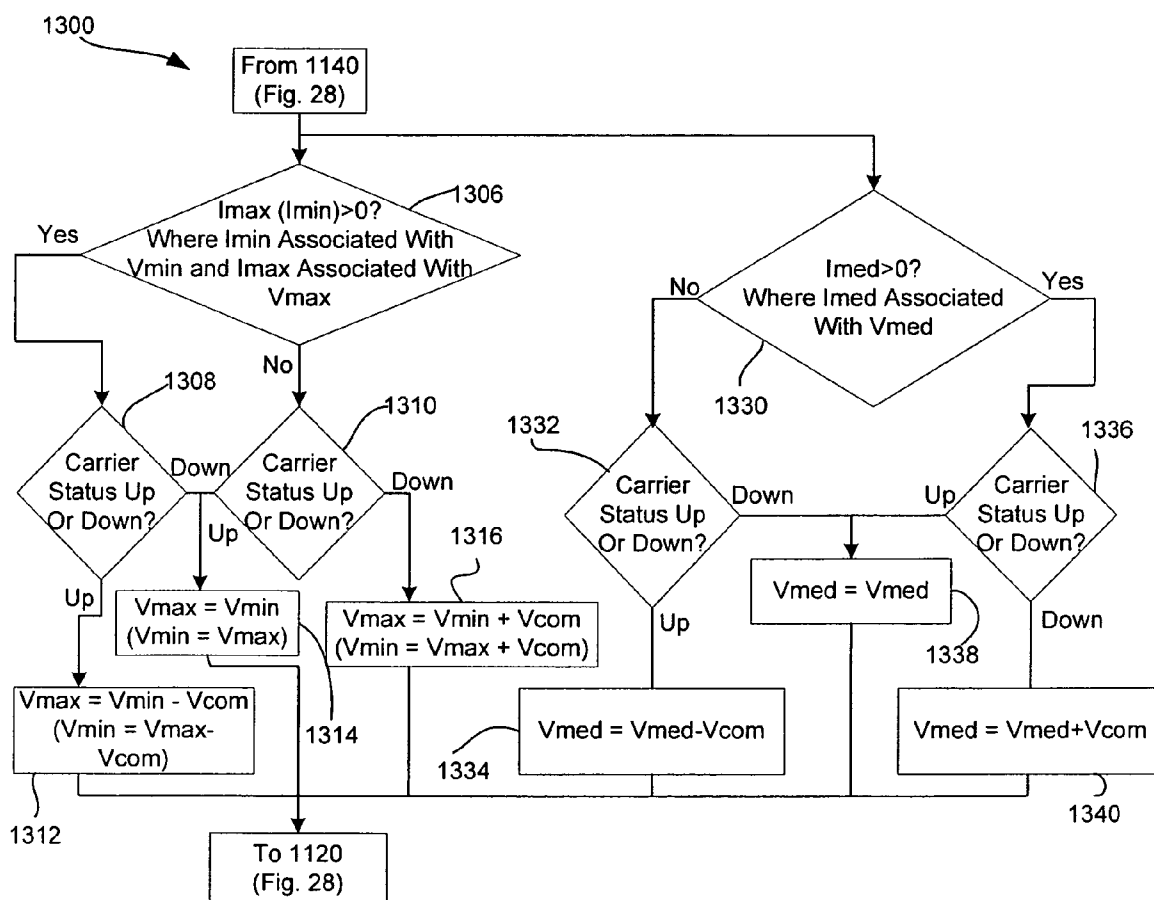 1300
From 1140
(Fig. 28)
1306
Imax (Imin)>0?
Where Imin Associated With
Vmin and Imax Associated With
Vmax
Yes
No
Imed>0?
Where Imed Associated
With Vmed
No
Yes
1330
1308
Carrier
Status Up
Or Down?
Down
Up
1310
Carrier
Status Up
Or Down?
Up
Down
1332
Carrier
Status Up
Or Down?
Down
Up
1336
Carrier
Status Up
Or Down?
Up
Down
1316
Vmax = Vmin
(Vmin = Vmax)
1314
Vmax = Vmin + Vcom
(Vmin = Vmax + Vcom)
Vmed = Vmed
1338
Vmax = Vmin - Vcom
(Vmin = Vmax-
Vcom)
1312
Vmed = Vmed-Vcom
1334
Vmed = Vmed+Vcom
1340
To 1120
(Fig. 28)